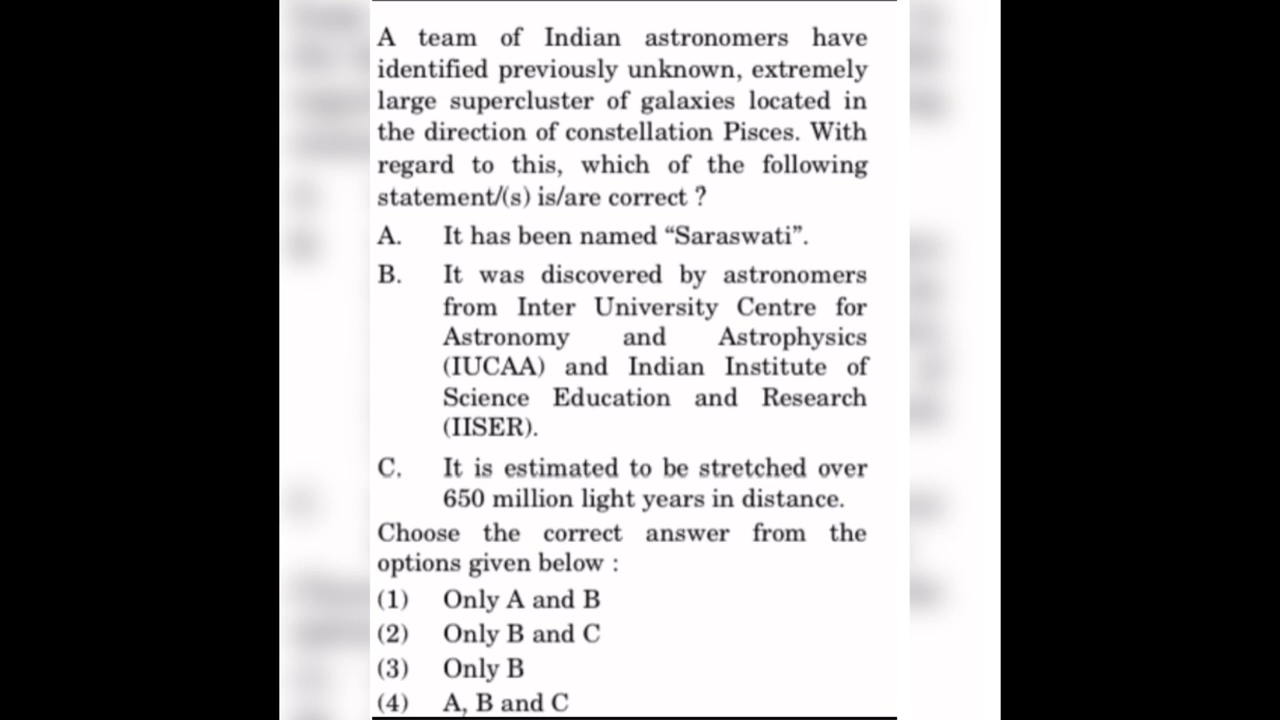 A team of Indian astronomers have
identified previously unknown, extremely
large supercluster of galaxies located in
the direction of constellation Pisces. With
regard to this, which of the following
statement/(s) is/are correct ?
A. It has been named “Saraswati”.
B. It was discovered by astronomers
from Inter University Centre for
Astronomy and Astrophysics
(IUCAA) and Indian Institute of
Science Education and Research
(IISER).
C. It is estimated to be stretched over
650 million light years in distance.
Choose the correct answer from the
options given below :
(1) Only A and B
(2) Only B and C
(3) Only B
(4) A, B and C